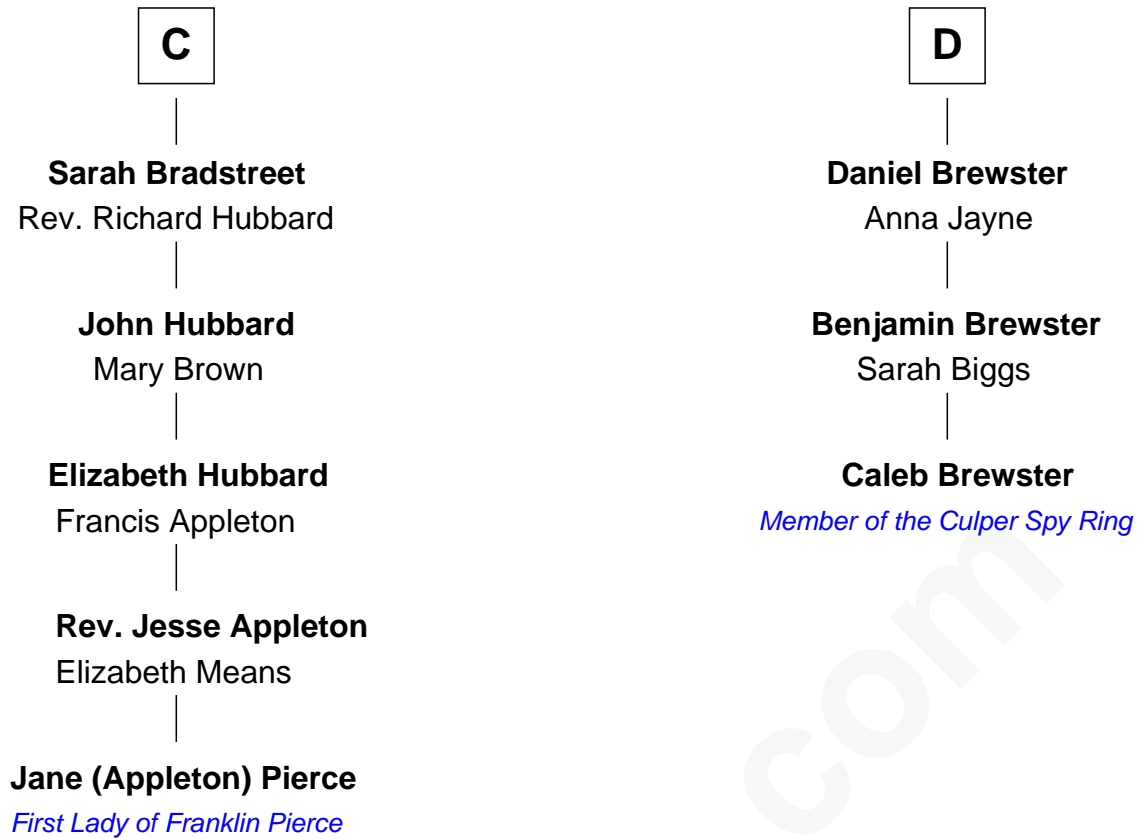 C
Sarah Bradstreet
Rev. Richard Hubbard
John Hubbard
Mary Brown
Elizabeth Hubbard
Francis Appleton
Rev. Jesse Appleton
Elizabeth Means
Jane (Appleton) Pierce
First Lady of Franklin Pierce
D
Daniel Brewster
Anna Jayne
Benjamin Brewster
Sarah Biggs
Caleb Brewster
Member of the Culper Spy Ring
com